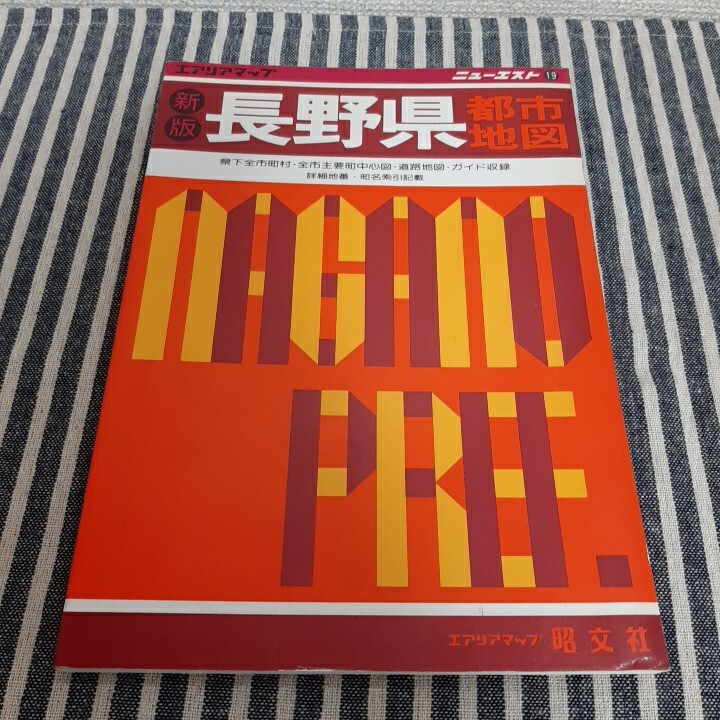 エアリアマップ ニューエスト 19
新版 長野県 都市地図
県下全市町村・全市主要町中心図・道路地図・ガイド収録
詳細地番・町名索引記載
NAGANO
PREF.
エアリアマップ 昭文社